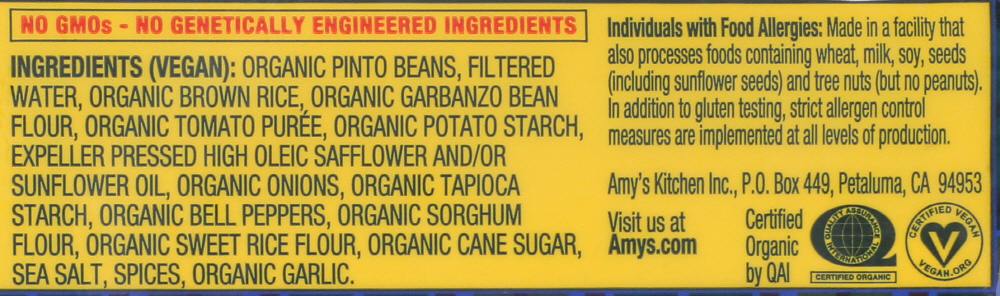 NO GMOs - NO GENETICALLY ENGINEERED INGREDIENTS
INGREDIENTS (VEGAN): ORGANIC PINTO BEANS, FILTERED
WATER, ORGANIC BROWN RICE, ORGANIC GARBANZO BEAN
FLOUR, ORGANIC TOMATO PURÉE, ORGANIC POTATO STARCH,
EXPELLER PRESSED HIGH OLEIC SAFFLOWER AND/OR
SUNFLOWER OIL, ORGANIC ONIONS, ORGANIC TAPIOCA
STARCH, ORGANIC BELL PEPPERS, ORGANIC SORGHUM
FLOUR, ORGANIC SWEET RICE FLOUR, ORGANIC CANE SUGAR,
SEA SALT, SPICES, ORGANIC GARLIC.
Individuals with Food Allergies: Made in a facility that
also processes foods containing wheat, milk, soy, seeds
(including sunflower seeds) and tree nuts (but no peanuts).
In addition to gluten testing, strict allergen control
measures are implemented at all levels of production.
Amy's Kitchen Inc., P.O. Box 449, Petaluma, CA 94953
Visit us at
Amys.com
Certified
Organic
by QAI
QUALITY ASSURANCE
INTERNATIONAL
CERTIFIED ORGANIC
CERTIFIED VEGAN
V
VEGAN.ORG